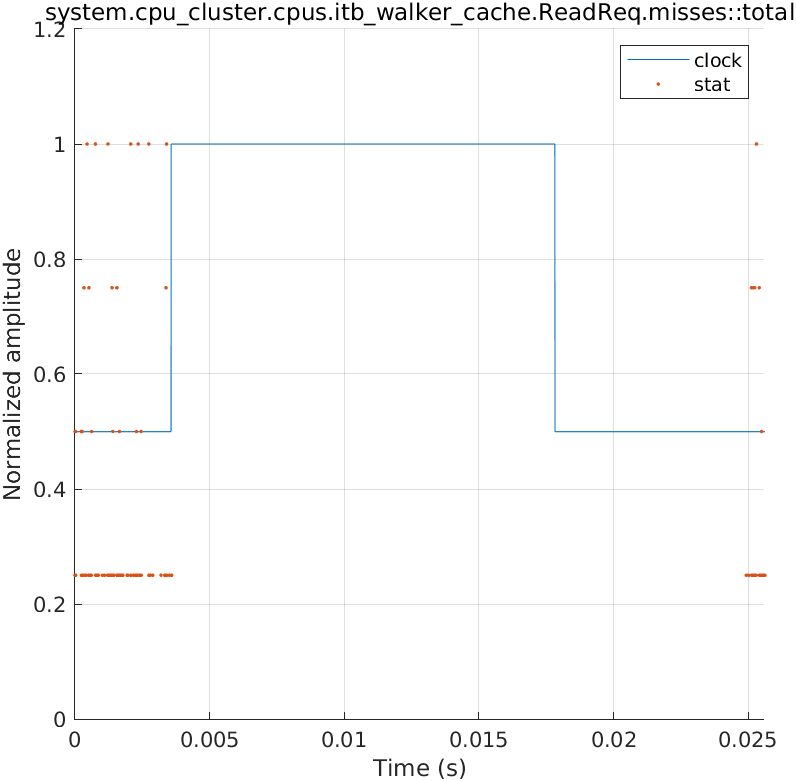 system.cpu_cluster.cpus.itb_walker_cache.ReadReq.misses::total
1.2
clock
stat
1
0.8
0.6
0.4
0.2
0
Normalized amplitude
0
0.005
0.01
0.015
0.02
0.025
Time (s)